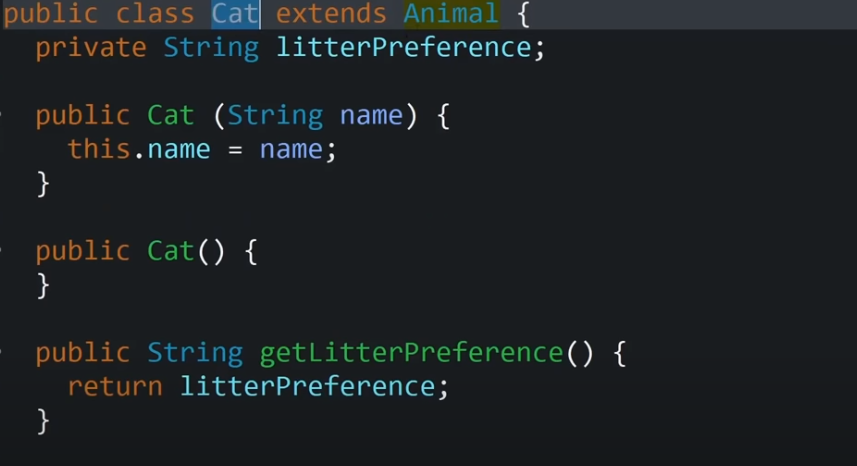 public class Cat extends Animal {
  private String litterPreference;

  public Cat (String name) {
    this.name = name;
  }

  public Cat() {
  }

  public String getLitterPreference() {
    return litterPreference;
  }